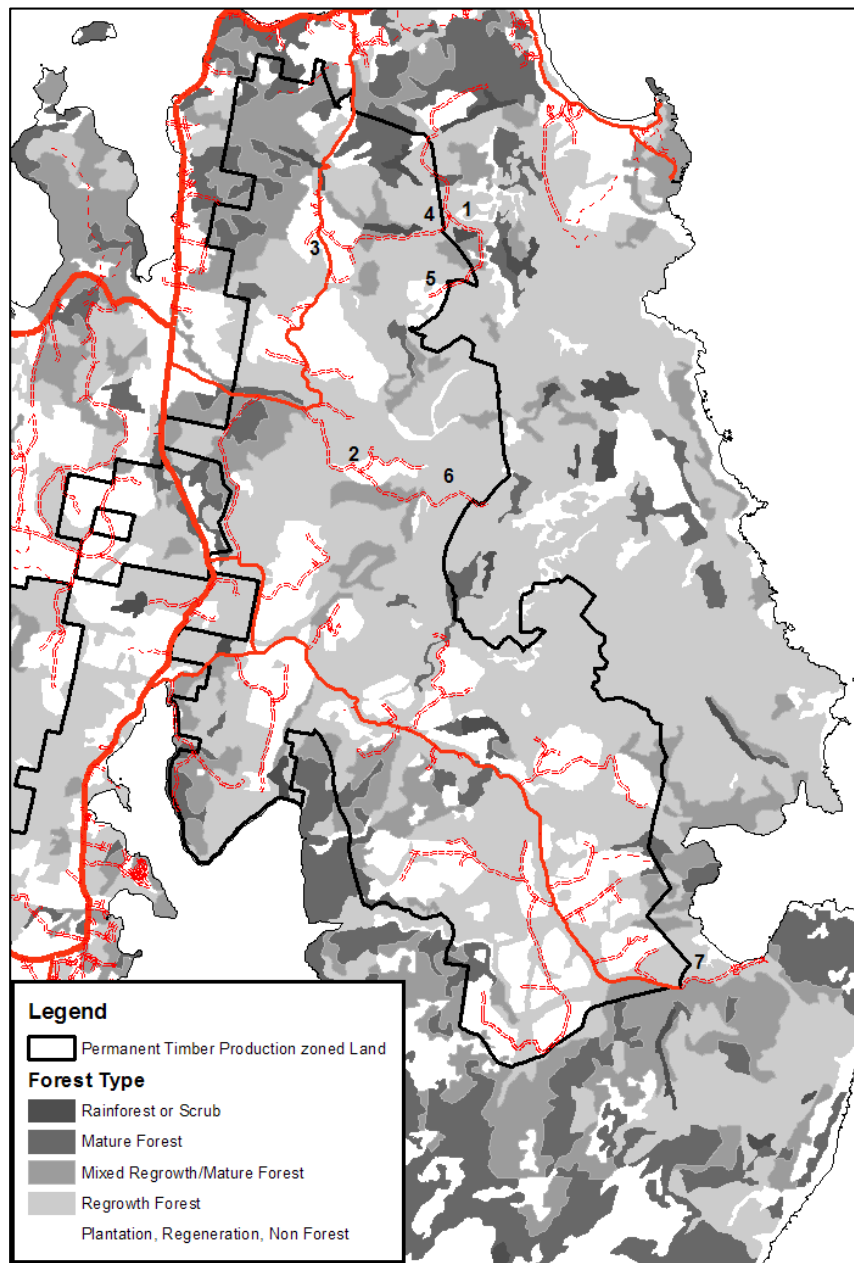 1
4
3
5
2
6
7
Legend
Permanent Timber Production zoned Land
Forest Type
Rainforest or Scrub
Mature Forest
Mixed Regrowth/Mature Forest
Regrowth Forest
Plantation, Regeneration, Non Forest